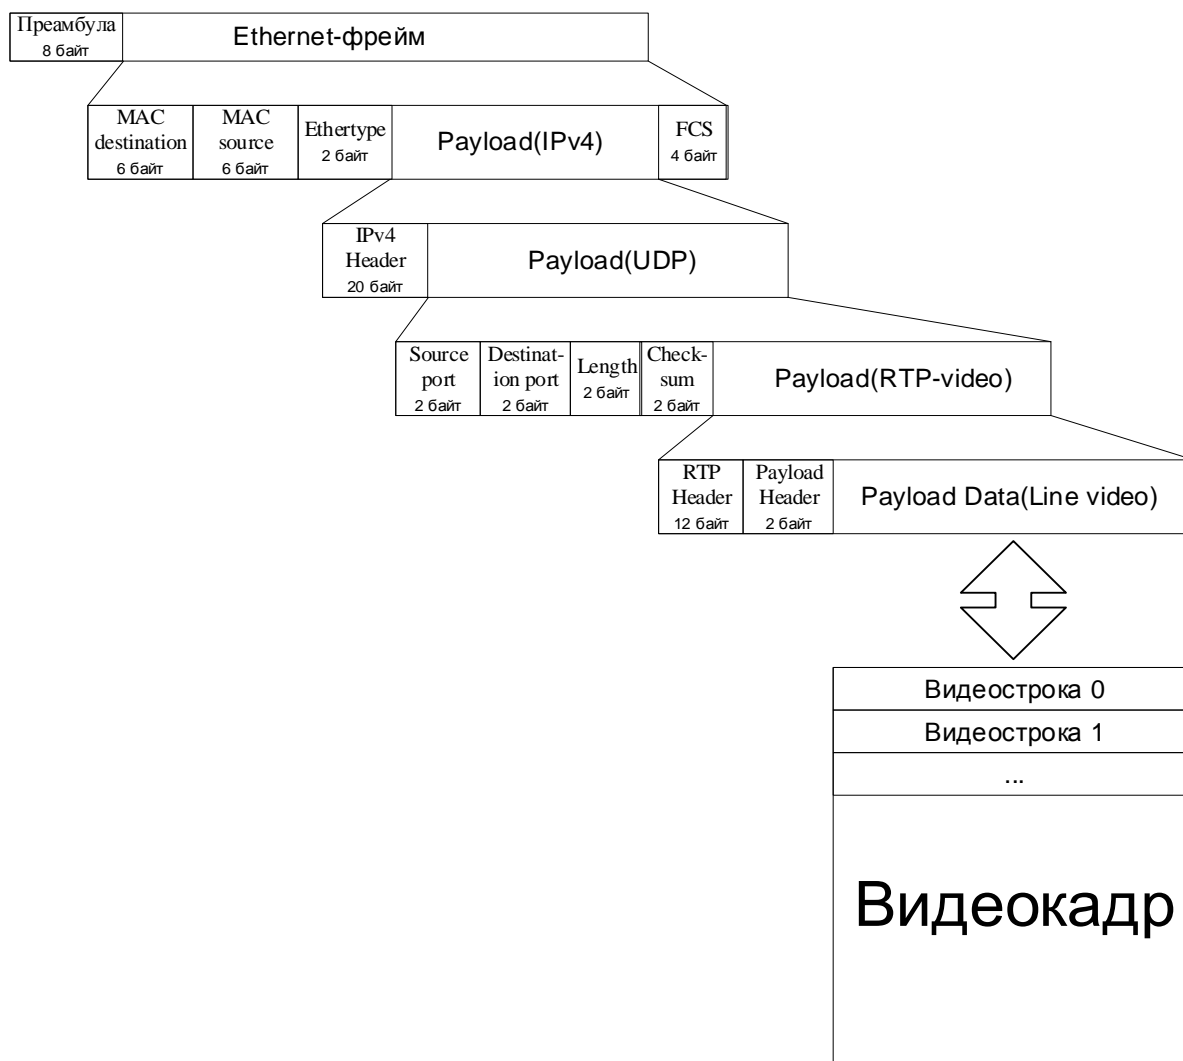 Преамбула
8 байт
Ethernet-фрейм
MAC
destination
6 байт
MAC
source
6 байт
Ethertype
2 байт
Payload(IPv4)
FCS
4 байт
IPv4
Header
20 байт
Payload(UDP)
Source
port
2 байт
Destinat-
ion port
2 байт
Length
2 байт
Check-
sum
2 байт
Payload(RTP-video)
RTP
Header
12 байт
Payload
Header
2 байт
Payload Data(Line video)
Видеострока 0
Видеострока 1
...
Видеокадр